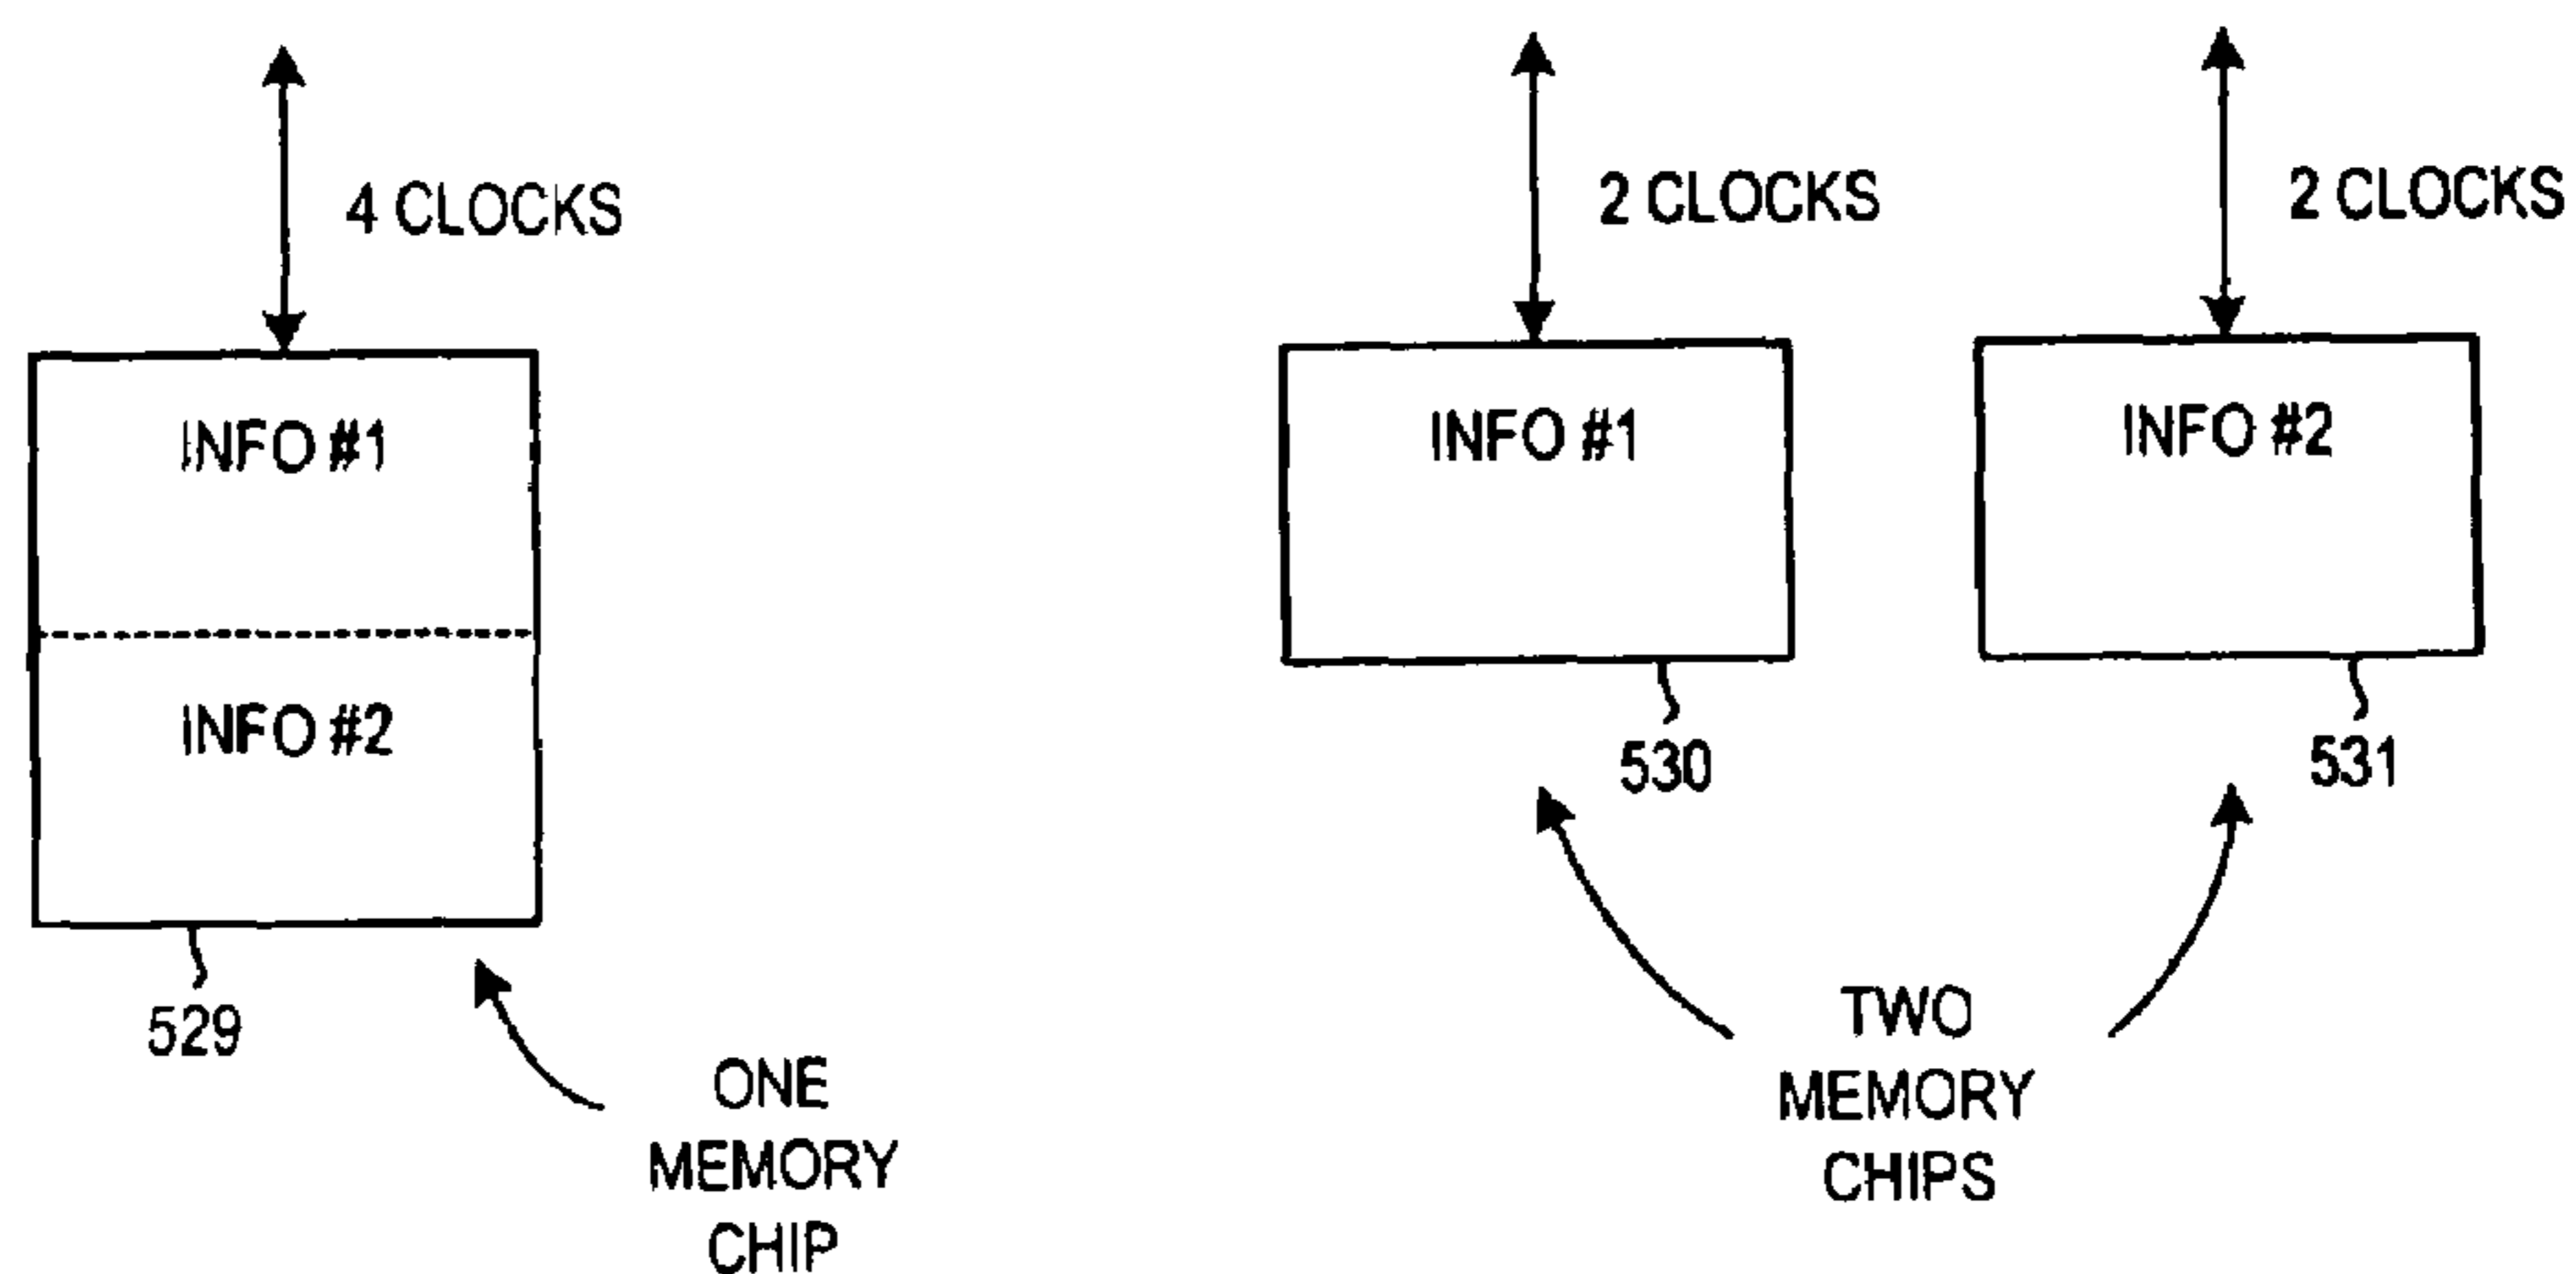 4 CLOCKS
INFO #1
INFO #2
529
ONE
MEMORY
CHIP
2 CLOCKS
INFO #1
530
2 CLOCKS
INFO #2
531
TWO
MEMORY
CHIPS